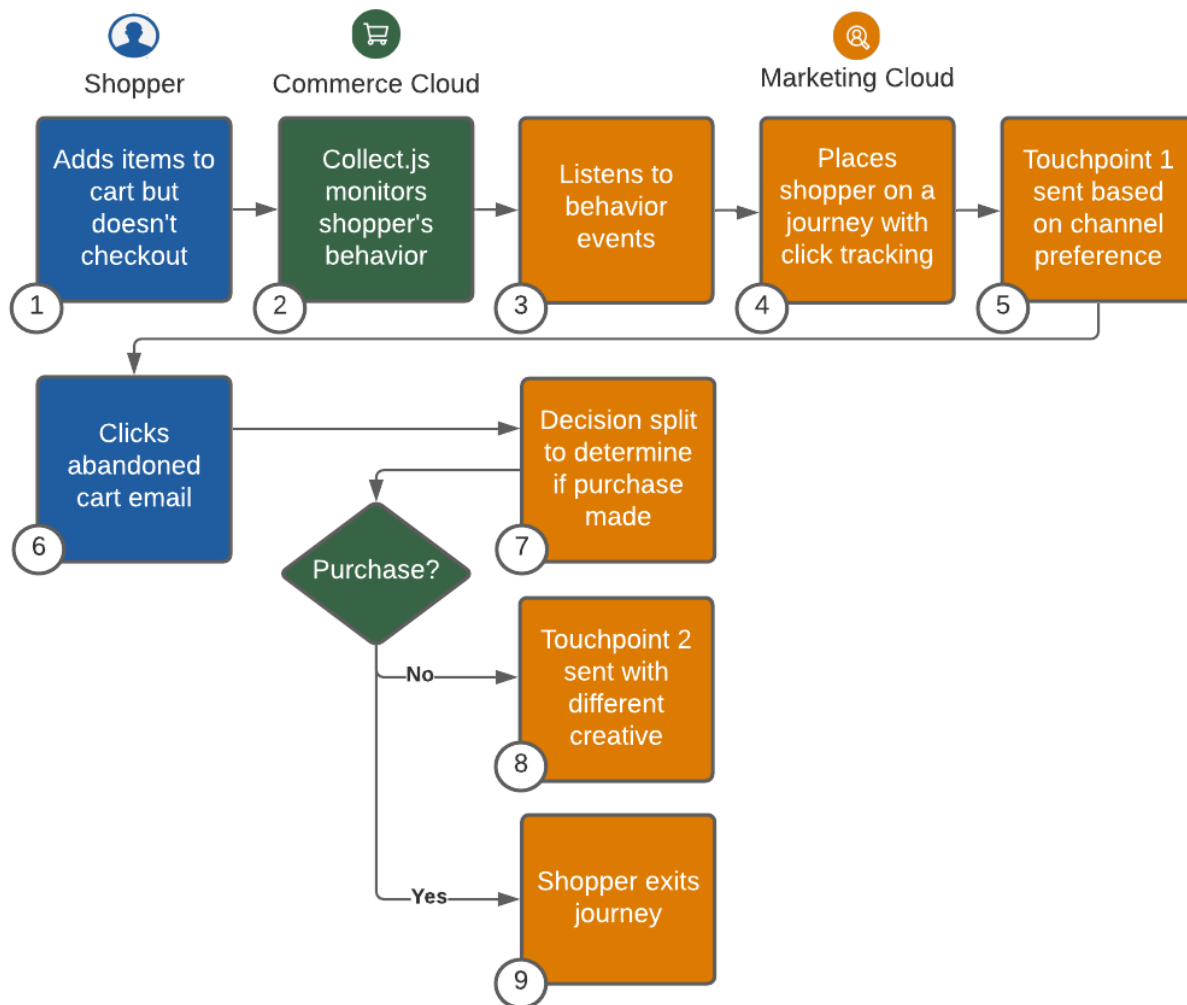 Shopper
Commerce Cloud
Marketing Cloud
Adds items to
cart but
doesn't
checkout
1
Collect.js
monitors
shopper's
behavior
2
Listens to
behavior
events
3
Places
shopper on a
journey with
click tracking
4
Touchpoint 1
sent based
on channel
preference
5
Clicks
abandoned
cart email
6
Decision split
to determine
if purchase
made
7
Purchase?
No
Touchpoint 2
sent with
different
creative
8
Yes
Shopper exits
journey
9